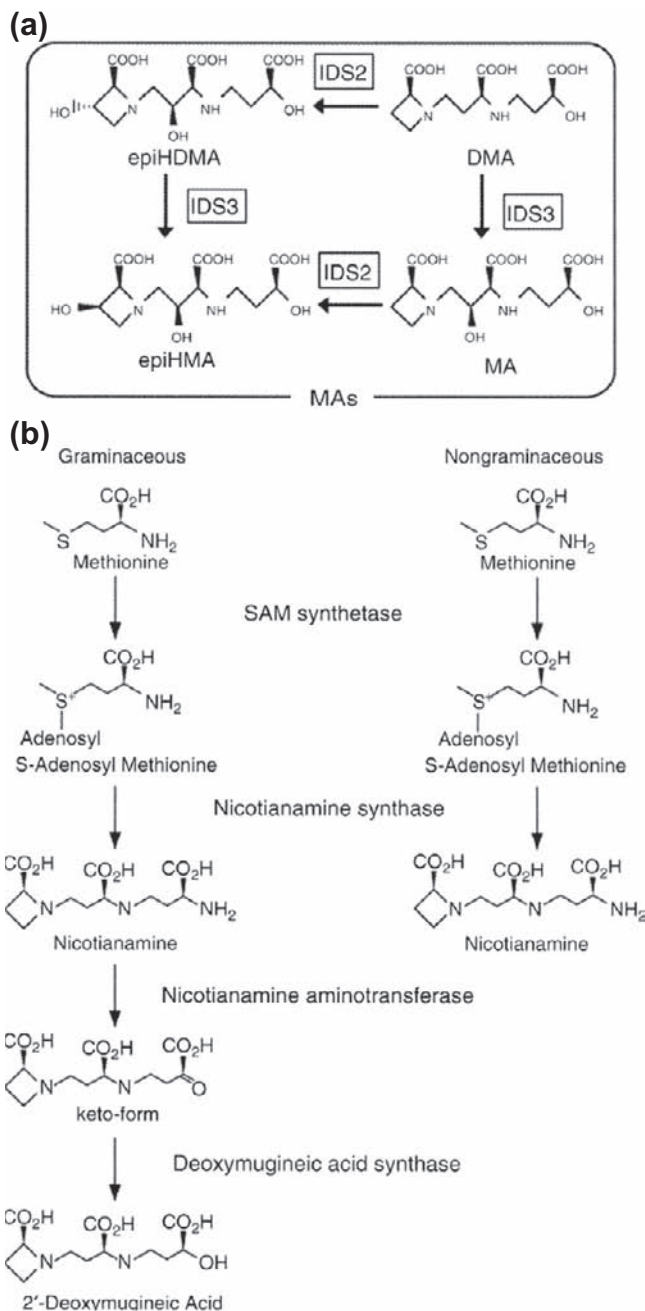 (a)
COOH COOH COOH IDS2 COOH COOH COOH
HO N NH OH N NH OH
OH
epiHDMA DMA
IDS3 IDS3
COOH COOH COOH IDS2 COOH COOH COOH
HO N NH OH N NH OH
OH OH
epiHMA MA
MAs
(b)
Graminaceous Nongraminaceous
CO2H CO2H
S NH2 S NH2
Methionine Methionine
SAM synthetase
CO2H CO2H
S+ NH2 S+ NH2
Adenosyl Adenosyl
S-Adenosyl Methionine S-Adenosyl Methionine
Nicotianamine synthase
CO2H CO2H CO2H CO2H CO2H CO2H
N N NH2 N N NH2
Nicotianamine Nicotianamine
Nicotianamine aminotransferase
CO2H CO2H CO2H
N N O
keto-form
Deoxymugineic acid synthase
CO2H CO2H CO2H
N N OH
2′-Deoxymugineic Acid